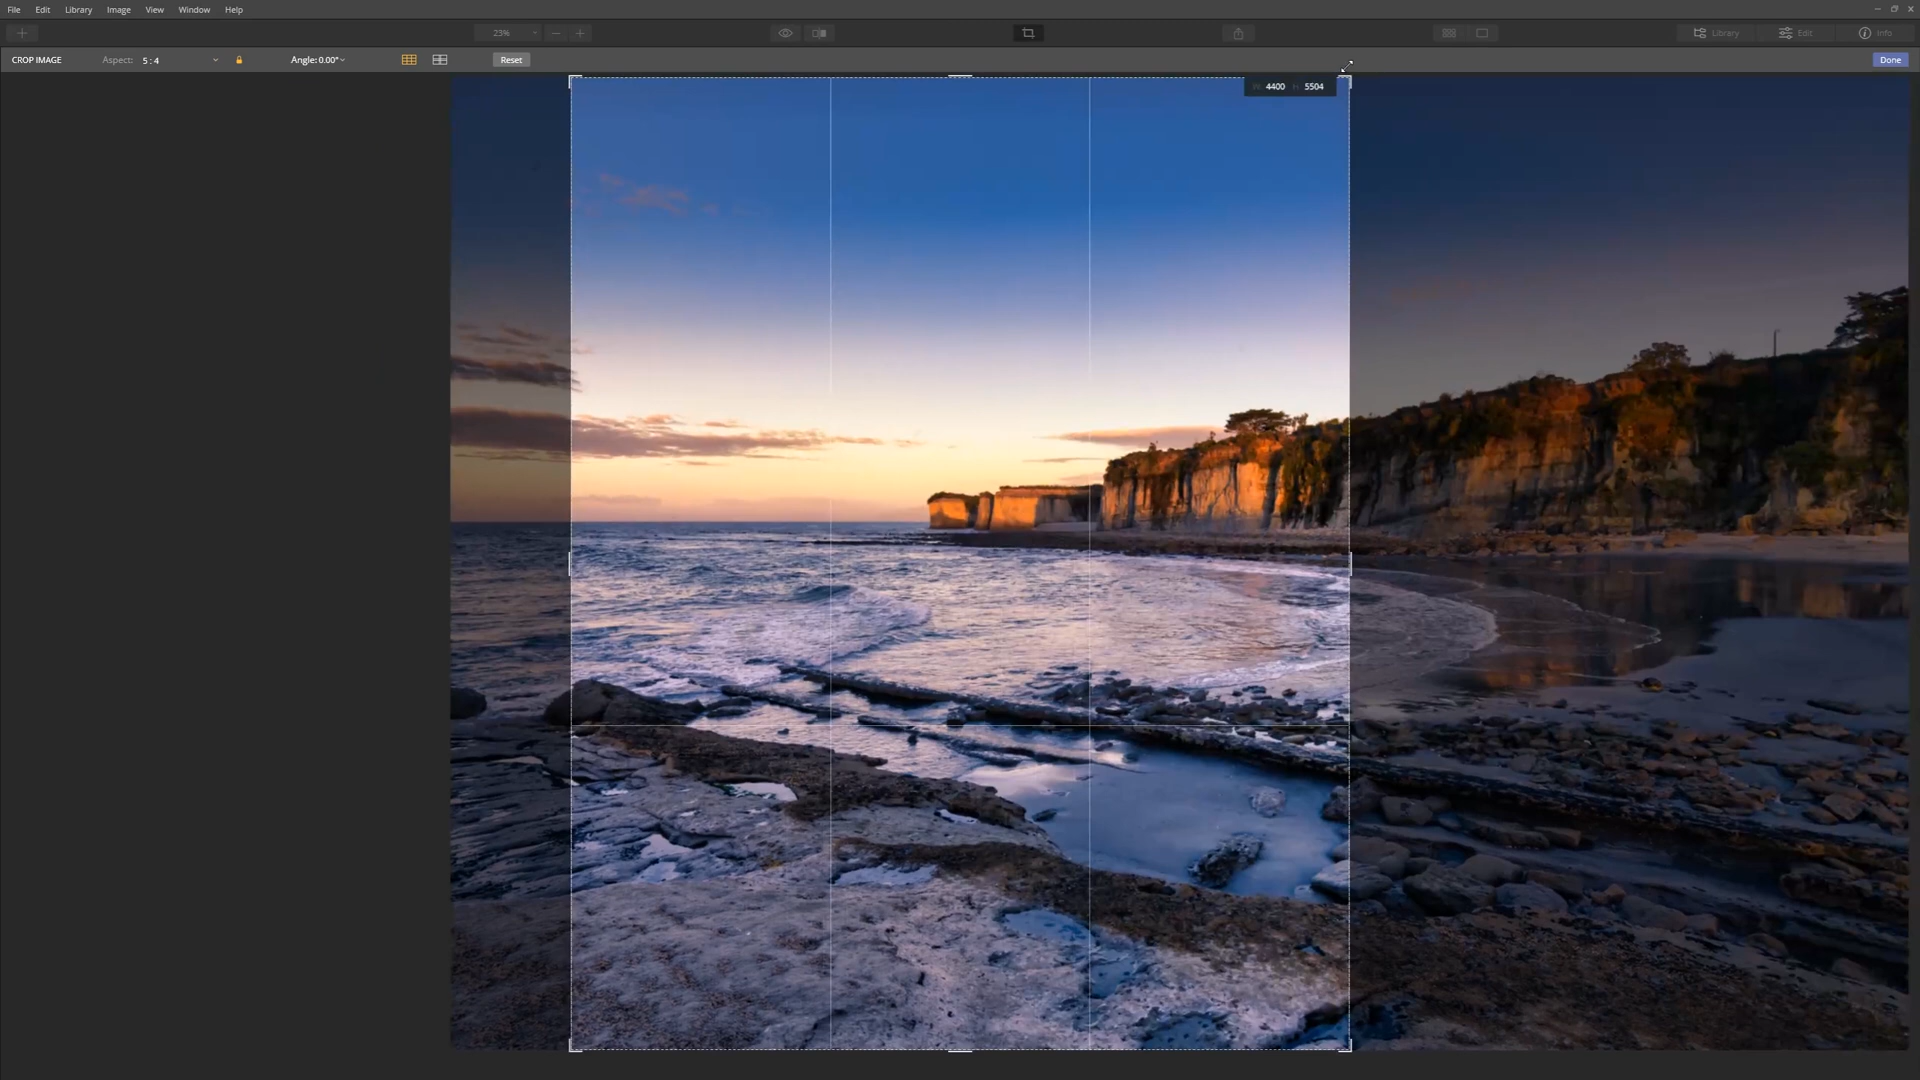 File Edit Library Image View Window Help
23% Library Edit Info
CROP IMAGE Aspect: 5 : 4 Angle: 0.00° Reset Done
4400 5504